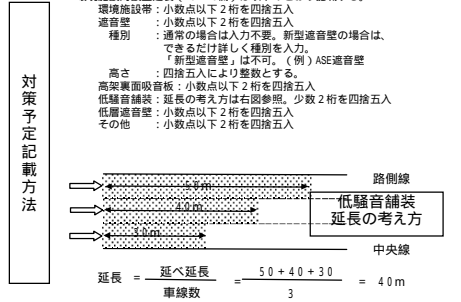 環境施設帯：小数点以下２桁を四捨五入
遮音壁　：小数点以下２桁を四捨五入
種別　：通常の場合は入力不要。新型遮音壁の場合は、
できるだけ詳しく種別を入力。
「新型遮音壁」は不可。（例）ASE遮音壁
高さ　：四捨五入により整数とする。
高架裏面吸音板：小数点以下２桁を四捨五入
低騒音舗装：延長の考え方は右図参照。少数２桁を四捨五入
低層遮音壁：小数点以下２桁を四捨五入
その他　：小数点以下２桁を四捨五入
対策予定記載方法
路側線
５０ｍ
低騒音舗装
延長の考え方
４０ｍ
３０ｍ
中央線
延長 ＝ 延べ延長 ＝ ５０＋４０＋３０ ＝ ４０ｍ
車線数　３